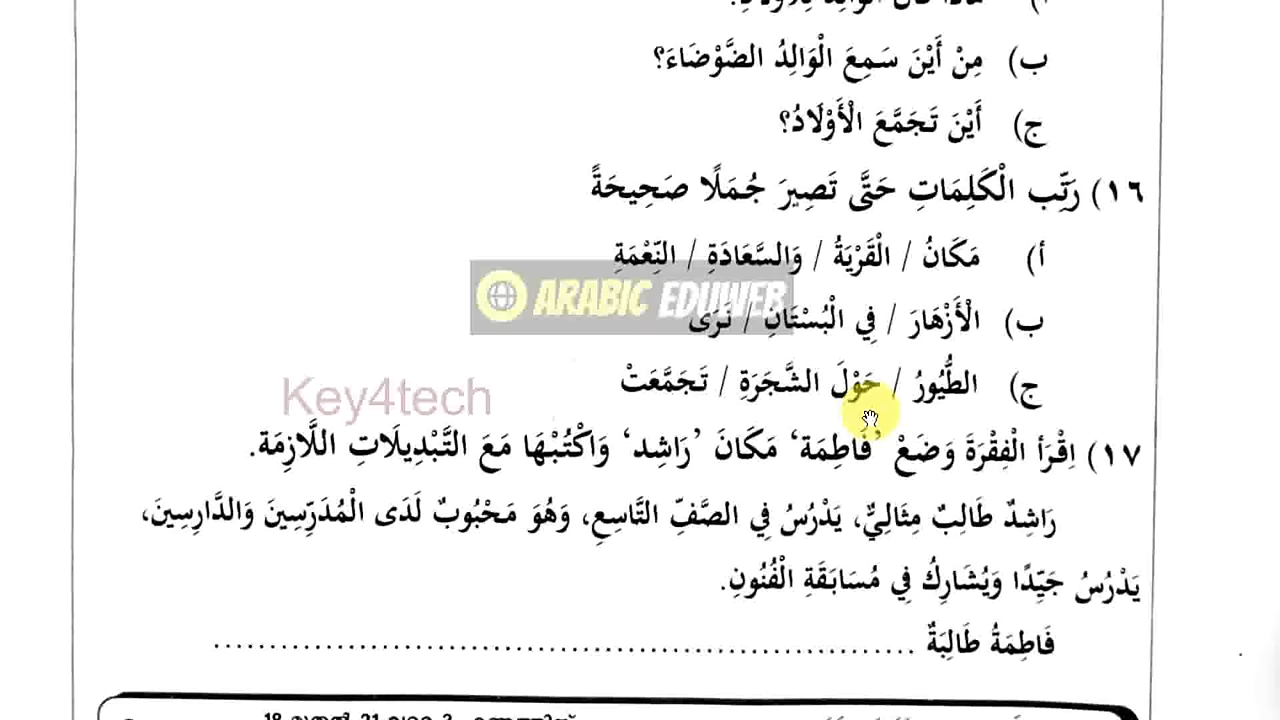 ب) مِنْ أَيْنَ سَمِعَ الْوَالِدُ الضَّوْضَاءَ؟
ج) أَيْنَ تَجَمَّعَ الْأَوْلَادُ؟
١٦) رَتِّب الْكَلِمَاتِ حَتَّى تَصِيرَ جُمَلًا صَحِيحَةً
أ) مَكَانُ / الْقَرْيَةُ / وَالسَّعَادَةِ / النِّعْمَةِ
ARABIC EDUWEB
ب) الْأَزْهَارَ / فِي الْبُسْتَانِ / نَرَى
ج) الطُّيُورُ / حَوْلَ الشَّجَرَةِ / تَجَمَّعَتْ
Key4tech
١٧) اِقْرَأ الْفِقْرَةَ وَضَعْ ’فَاطِمَة‘ مَكَانَ ’رَاشِد‘ وَاكْتُبْهَا مَعَ التَّبْدِيلَاتِ اللَّازِمَة.
رَاشِدٌ طَالِبٌ مِثَالِيٌّ، يَدْرُسُ فِي الصَّفِّ التَّاسِعِ، وَهُوَ مَحْبُوبٌ لَدَى الْمُدَرِّسِينَ وَالدَّارِسِينَ،
يَدْرُسُ جَيِّدًا وَيُشَارِكُ فِي مُسَابَقَةِ الْفُنُونِ.
فَاطِمَةُ طَالِبَةٌ ............................................................